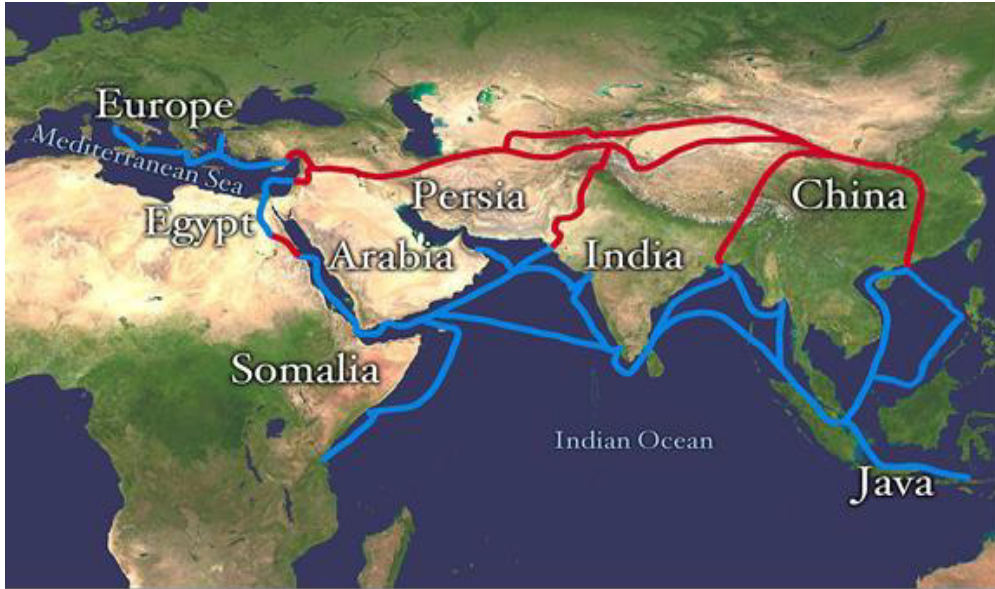 Europe
Mediterranean Sea
Egypt
Arabia
Persia
India
China
Somalia
Indian Ocean
Java